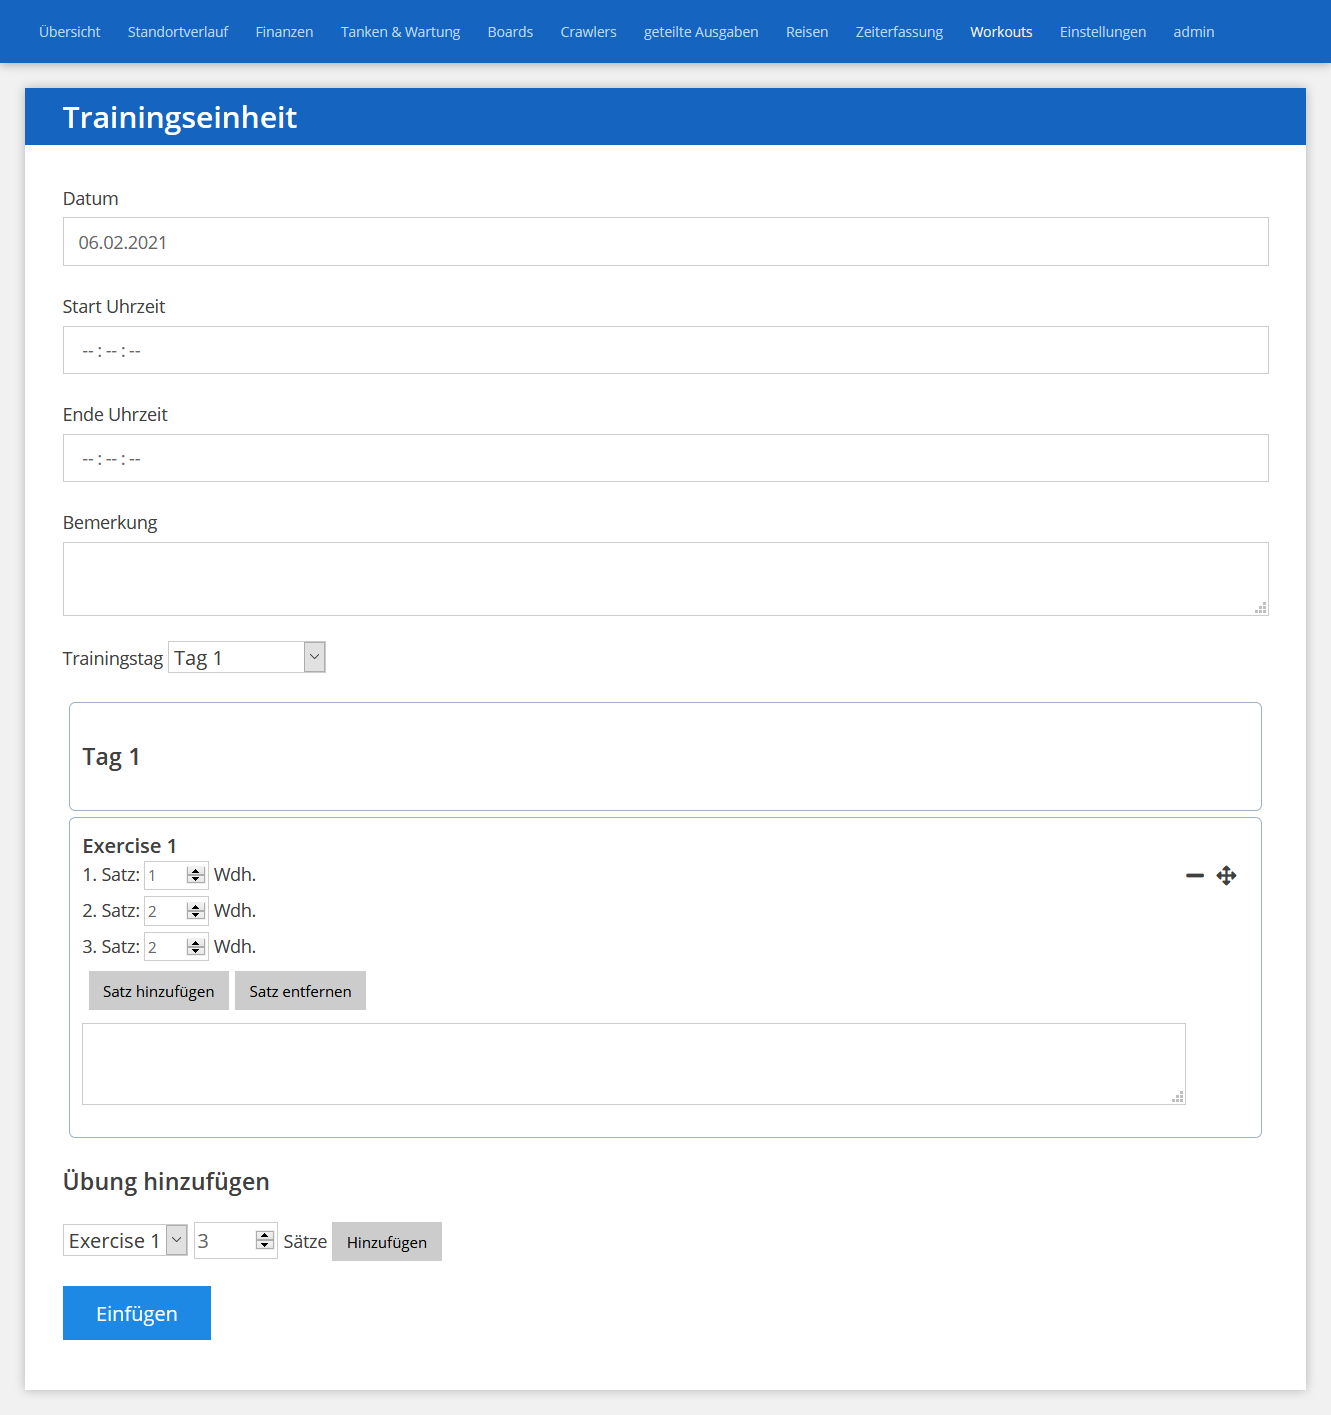 Übersicht Standortverlauf Finanzen Tanken & Wartung Boards Crawlers geteilte Ausgaben Reisen Zeiterfassung Workouts Einstellungen admin
Trainingseinheit
Datum
06.02.2021
Start Uhrzeit
-- : -- : --
Ende Uhrzeit
-- : -- : --
Bemerkung
Trainingstag Tag 1
Tag 1
Exercise 1
1. Satz: 1 Wdh.
2. Satz: 2 Wdh.
3. Satz: 2 Wdh.
Satz hinzufügen Satz entfernen
Übung hinzufügen
Exercise 1 3 Sätze Hinzufügen
Einfügen